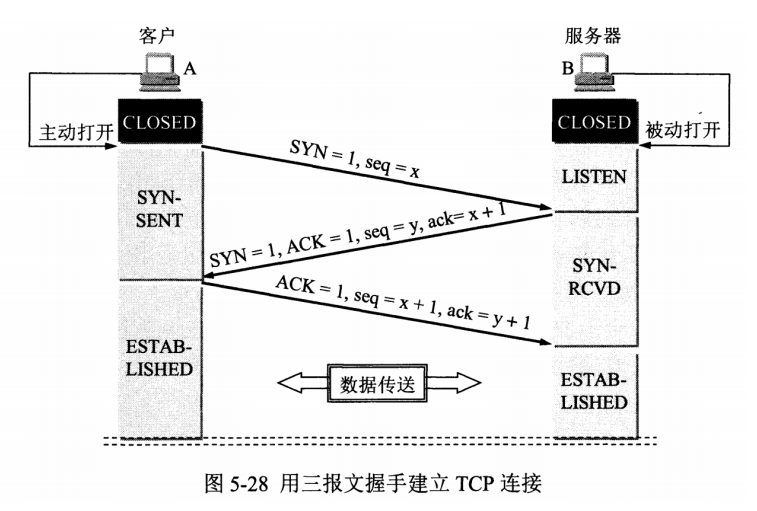 客户
服务器
A
B
CLOSED
CLOSED
主动打开
被动打开
SYN = 1, seq = x
LISTEN
SYN-
SENT
SYN = 1, ACK = 1, seq = y, ack= x + 1
SYN-
RCVD
ACK = 1, seq = x + 1, ack = y + 1
ESTAB-
LISHED
数据传送
ESTAB-
LISHED
图 5-28 用三报文握手建立 TCP 连接